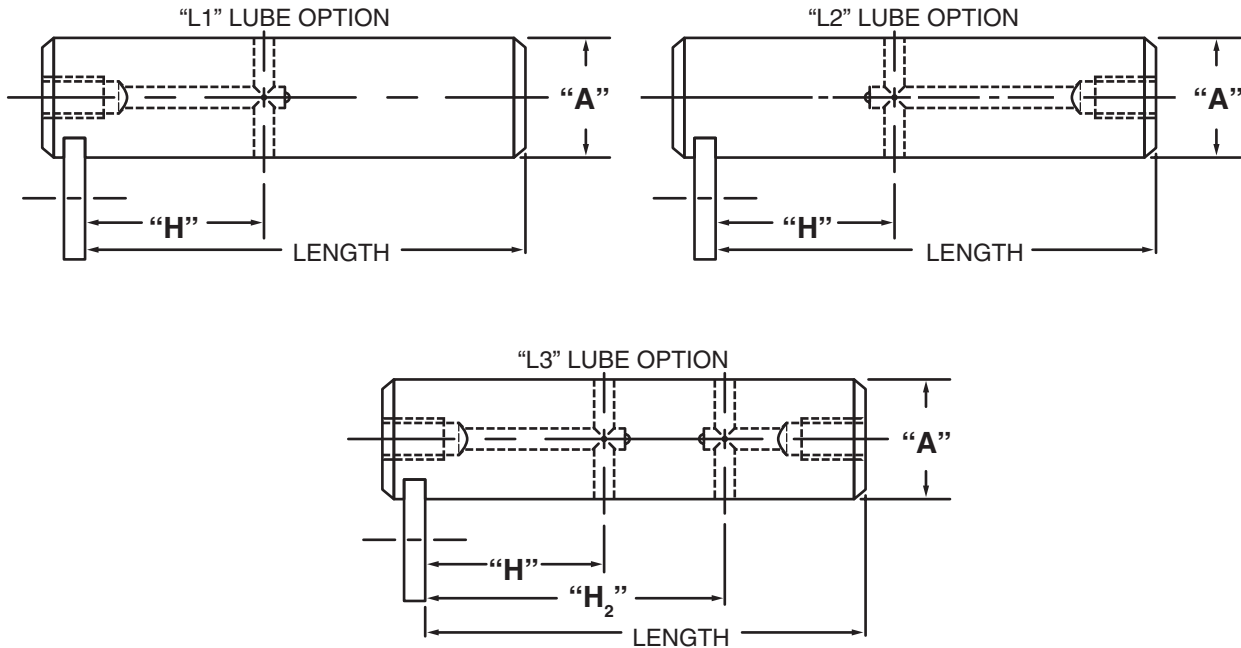 “L1” LUBE OPTION
“A”
“H”
LENGTH
“L2” LUBE OPTION
“A”
“H”
LENGTH
“L3” LUBE OPTION
“A”
“H”
“H₂”
LENGTH